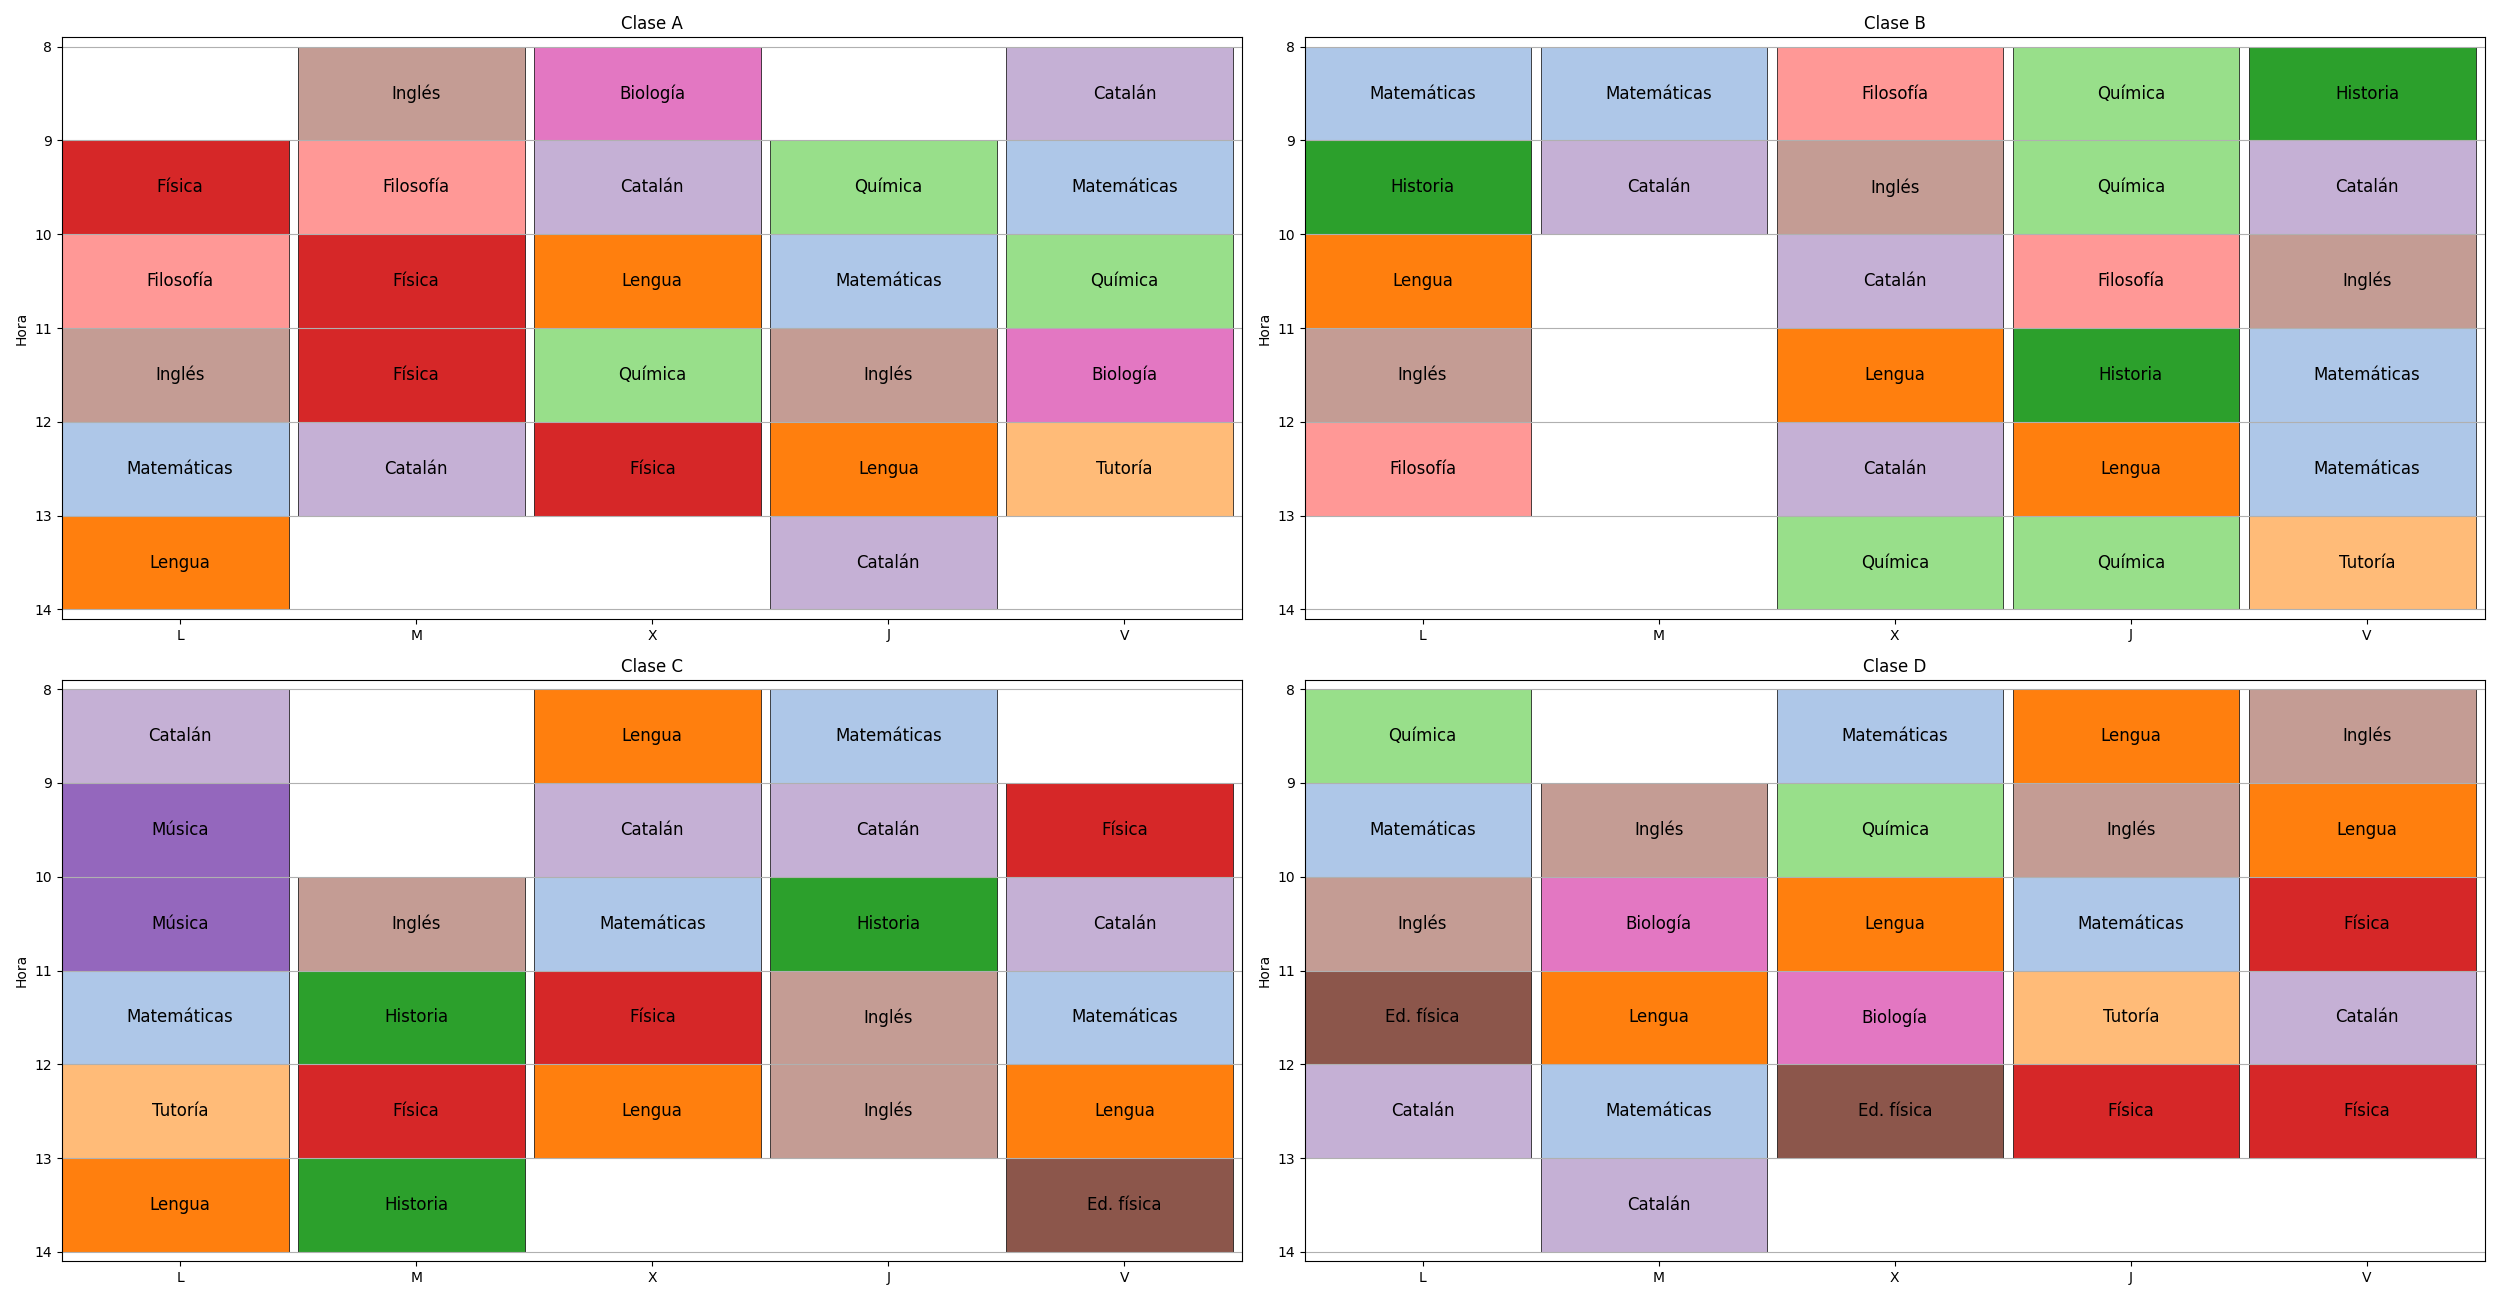 Clase A
8 Inglés Biología Catalán
9
Física Filosofía Catalán Química Matemáticas
10
Filosofía Física Lengua Matemáticas Química
11
Hora
Inglés Física Química Inglés Biología
12
Matemáticas Catalán Física Lengua Tutoría
13
Lengua Catalán
14
L M X J V
Clase B
8
Matemáticas Matemáticas Filosofía Química Historia
9
Historia Catalán Inglés Química Catalán
10
Lengua Catalán Filosofía Inglés
11
Hora
Inglés Lengua Historia Matemáticas
12
Filosofía Catalán Lengua Matemáticas
13
Química Química Tutoría
14
L M X J V
Clase C
8
Catalán Lengua Matemáticas
9
Música Catalán Catalán Física
10
Música Inglés Matemáticas Historia Catalán
11
Hora
Matemáticas Historia Física Inglés Matemáticas
12
Tutoría Física Lengua Inglés Lengua
13
Lengua Historia Ed. física
14
L M X J V
Clase D
8
Química Matemáticas Lengua Inglés
9
Matemáticas Inglés Química Inglés Lengua
10
Inglés Biología Lengua Matemáticas Física
11
Hora
Ed. física Lengua Biología Tutoría Catalán
12
Catalán Matemáticas Ed. física Física Física
13
Catalán
14
L M X J V